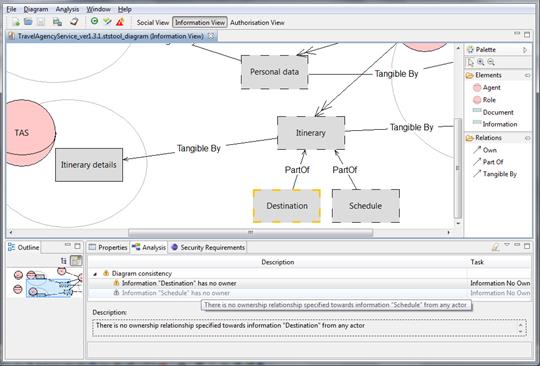 File Diagram Analysis Window Help
Social View Information View Authorisation View
TravelAgencyService_ver1.3.1.ststool_diagram (Information View)
Palette
Elements
Agent
Role
Document
Information
Relations
Own
Part Of
Tangible By
Personal data
Tangible By
TAS
Itinerary
Tangible By
Tangible By
Itinerary details
PartOf
PartOf
Destination
Schedule
Outline
Properties Analysis Security Requirements
Description Task
Diagram consistency
Information "Destination" has no owner Information No Own
Information "Schedule" has no owner Information No Own
There is no ownership relationship specified towards information "Schedule" from any actor
Description:
There is no ownership relationship specified towards information "Destination" from any actor